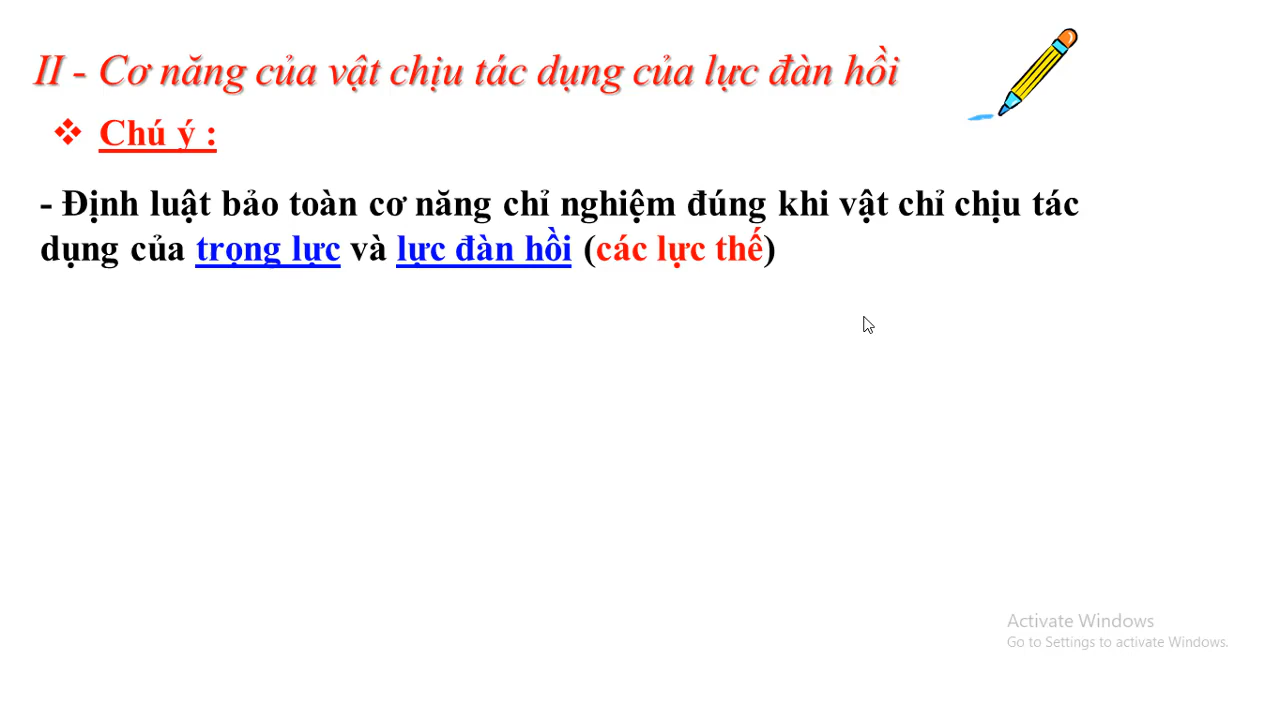 II - Cơ năng của vật chịu tác dụng của lực đàn hồi
❖ Chú ý :
- Định luật bảo toàn cơ năng chỉ nghiệm đúng khi vật chỉ chịu tác
dụng của trọng lực và lực đàn hồi (các lực thế)
Activate Windows
Go to Settings to activate Windows.